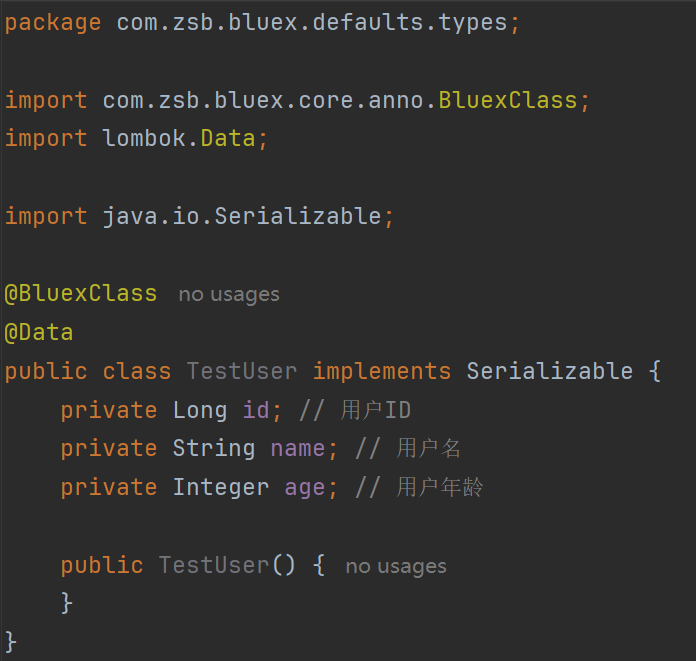 package com.zsb.bluex.defaults.types;
import com.zsb.bluex.core.anno.BluexClass;
import lombok.Data;
import java.io.Serializable;
@BluexClass no usages
@Data
public class TestUser implements Serializable {
    private Long id; // 用户ID
    private String name; // 用户名
    private Integer age; // 用户年龄
    public TestUser() { no usages
    }
}